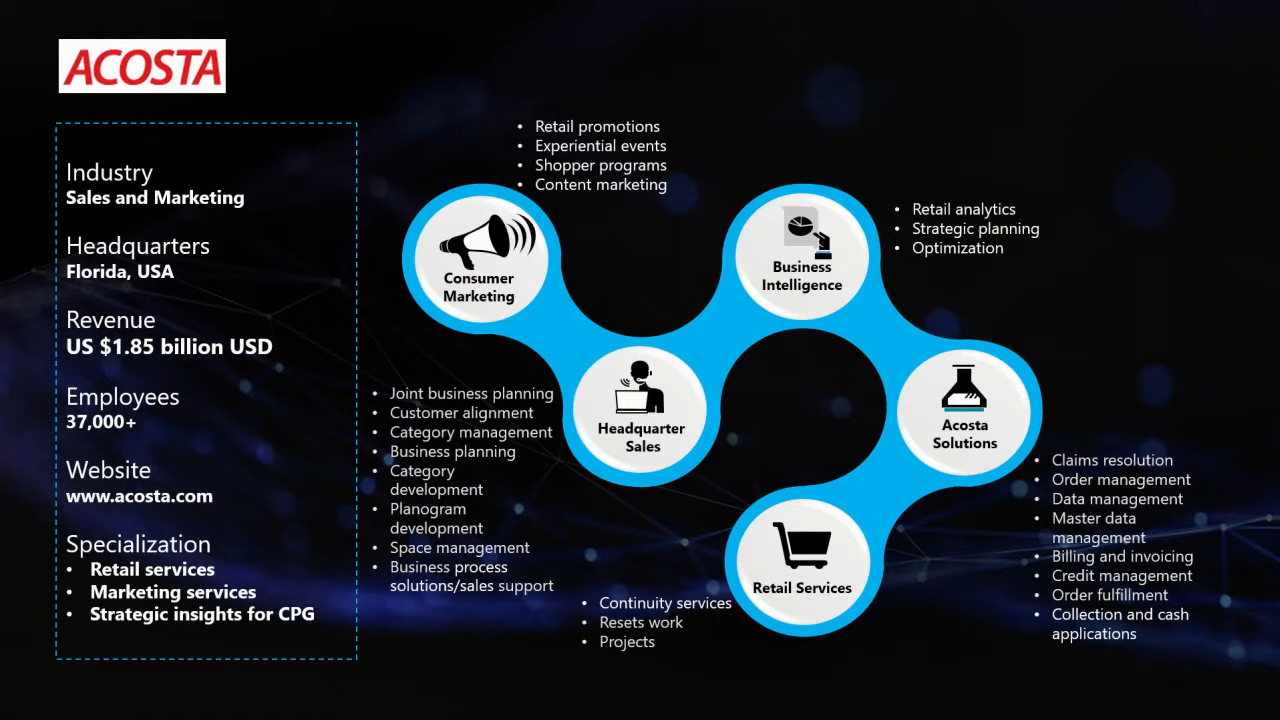 ACOSTA
Industry
Sales and Marketing
Headquarters
Florida, USA
Revenue
US $1.85 billion USD
Employees
37,000+
Website
www.acosta.com
Specialization
• Retail services
• Marketing services
• Strategic insights for CPG
• Retail promotions
• Experiential events
• Shopper programs
• Content marketing
Consumer
Marketing
Business
Intelligence
• Retail analytics
• Strategic planning
• Optimization
• Joint business planning
• Customer alignment
• Category management
• Business planning
• Category
development
• Planogram
development
• Space management
• Business process
solutions/sales support
Headquarter
Sales
Acosta
Solutions
• Claims resolution
• Order management
• Data management
• Master data
management
• Billing and invoicing
• Credit management
• Order fulfillment
• Collection and cash
applications
Retail Services
• Continuity services
• Resets work
• Projects